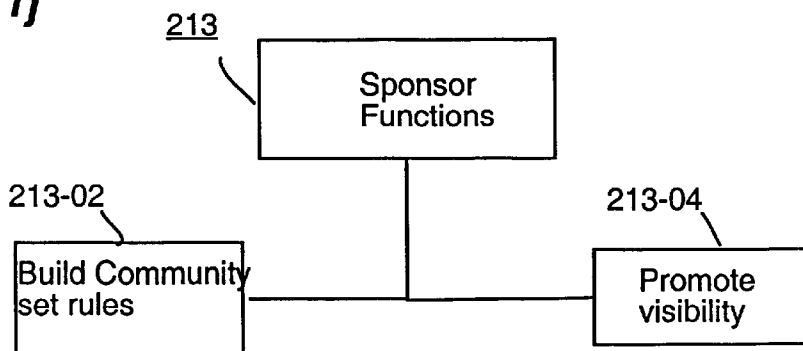 213
Sponsor
Functions
213-02
213-04
Build Community
set rules
Promote
visibility